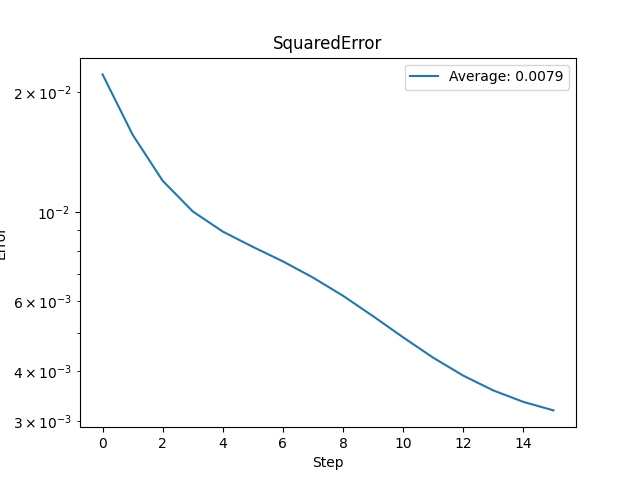 SquaredError
Average: 0.0079
2 × 10⁻²
10⁻²
6 × 10⁻³
4 × 10⁻³
3 × 10⁻³
Error
0 2 4 6 8 10 12 14
Step